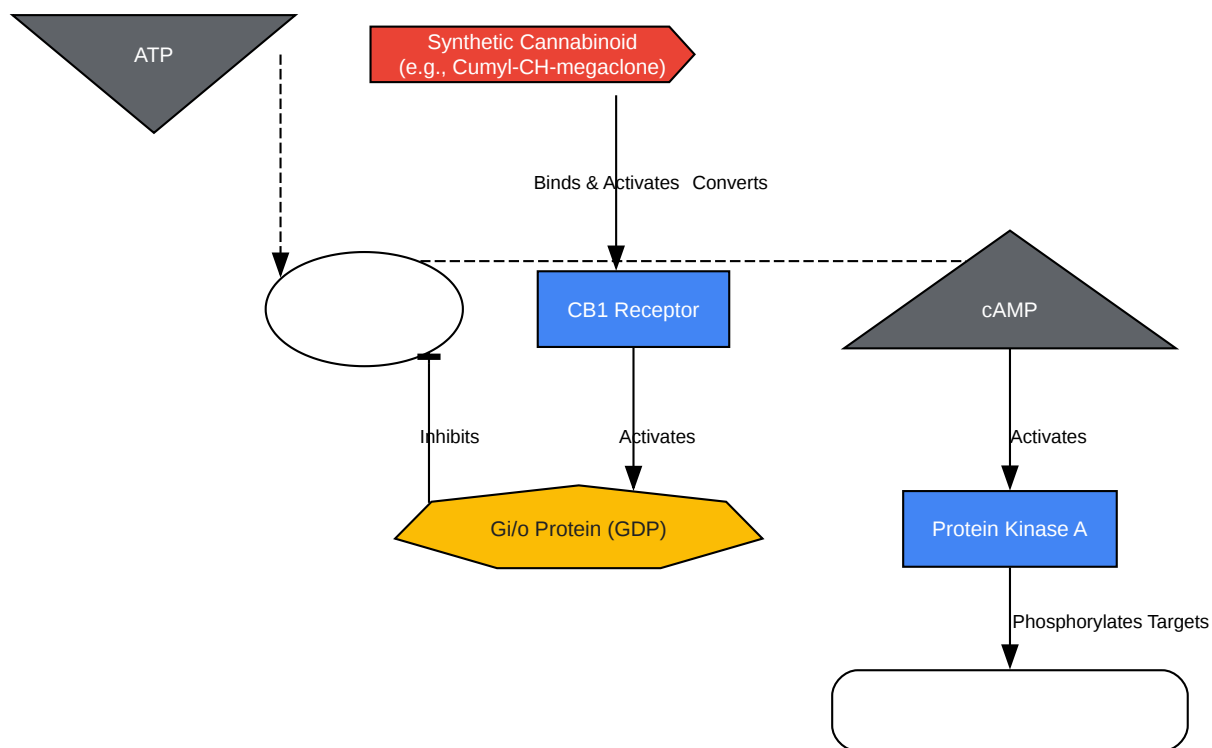 ATP
Synthetic Cannabinoid
(e.g., Cumyl-CH-megaclone)
Binds & Activates
Converts
CB1 Receptor
cAMP
Inhibits
Activates
Activates
Gi/o Protein (GDP)
Protein Kinase A
Phosphorylates Targets